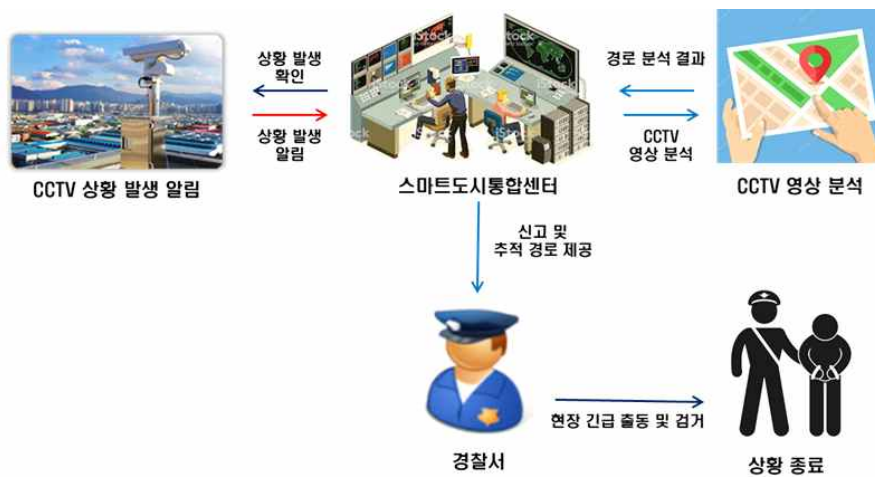 상황 발생
확인
상황 발생
알림
경로 분석 결과
CCTV
영상 분석
CCTV 상황 발생 알림
스마트도시통합센터
CCTV 영상 분석
신고 및
추적 경로 제공
현장 긴급 출동 및 검거
경찰서
상황 종료
iStock
iStock
iStock